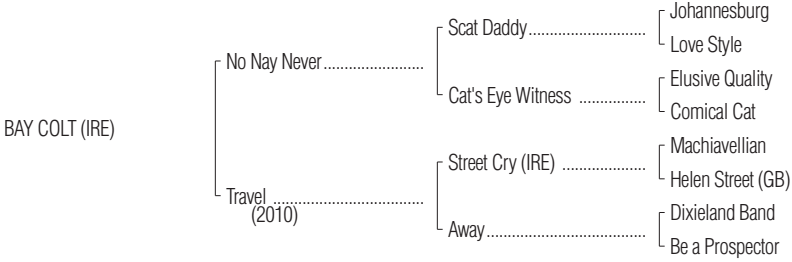 Johannesburg
Scat Daddy
Love Style
No Nay Never
Elusive Quality
Cat's Eye Witness
Comical Cat
BAY COLT (IRE)
Machiavellian
Street Cry (IRE)
Helen Street (GB)
Travel
(2010)
Dixieland Band
Away
Be a Prospector